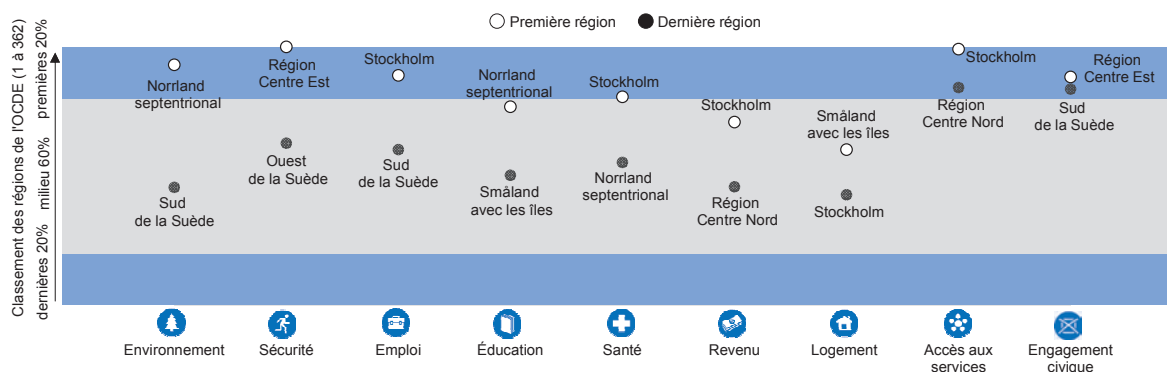 Première région
Dernière région
Classement des régions de l'OCDE (1 à 362)
dernières 20% milieu 60% premières 20%
Norrland
septentrional
Sud
de la Suède
Région
Centre Est
Ouest
de la Suède
Stockholm
Sud
de la Suède
Norrland
septentrional
Småland
avec les îles
Stockholm
Norrland
septentrional
Stockholm
Région
Centre Nord
Småland
avec les îles
Stockholm
Stockholm
Région
Centre Nord
Région
Centre Est
Sud
de la Suède
Environnement
Sécurité
Emploi
Éducation
Santé
Revenu
Logement
Accès aux
services
Engagement
civique